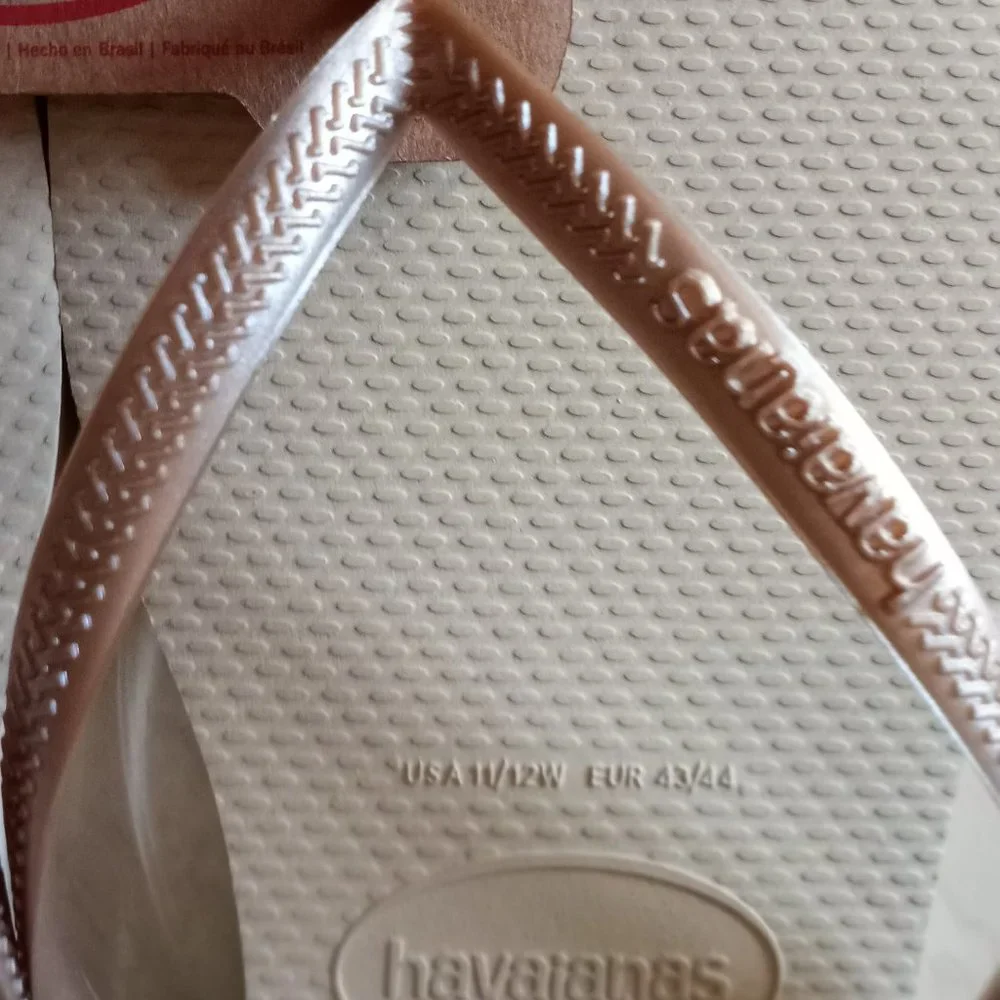 | Hecho en Brasil | Fabriqué au Brésil
havaianas
USA 11/12W EUR 43/44
havaianas